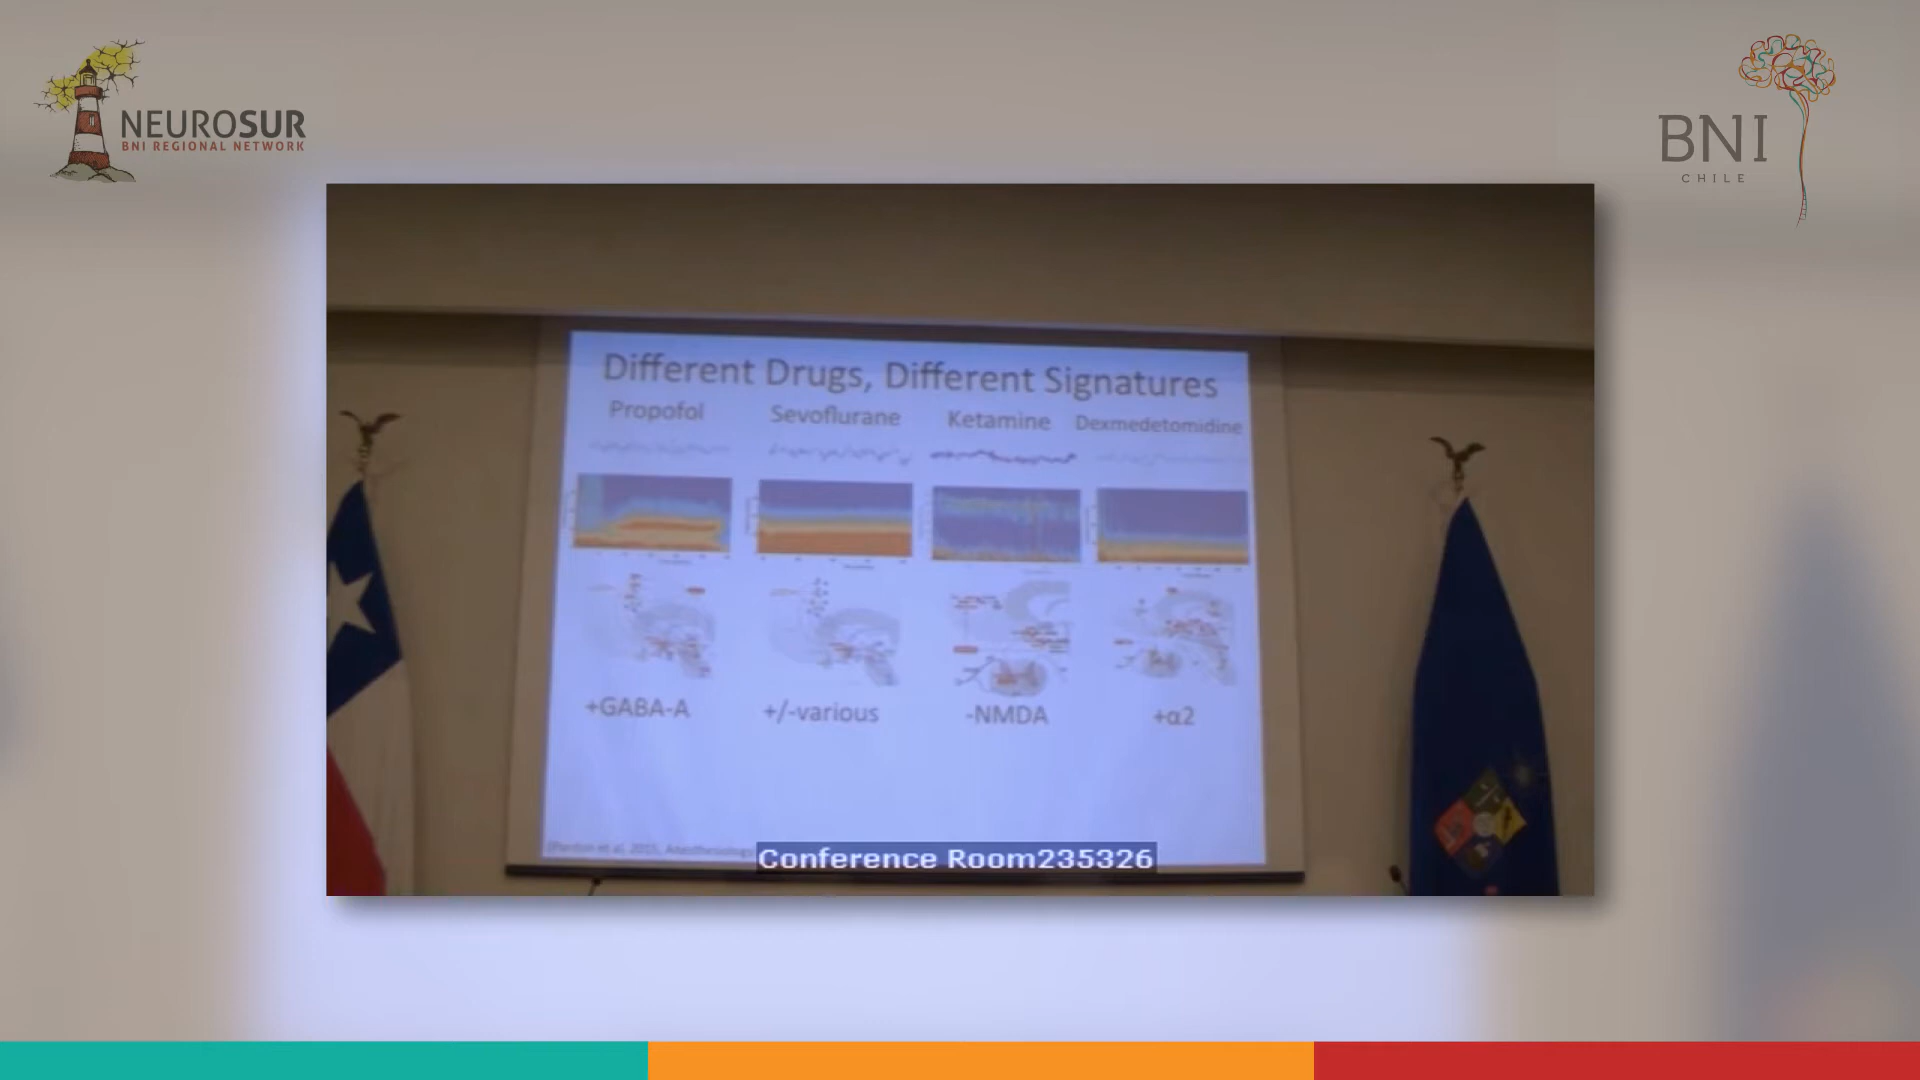 NEUROSUR
BNI REGIONAL NETWORK
BNI
CHILE
Different Drugs, Different Signatures
Propofol Sevoflurane Ketamine Dexmedetomidine
+GABA-A +/-various -NMDA +α2
Conference Room235326